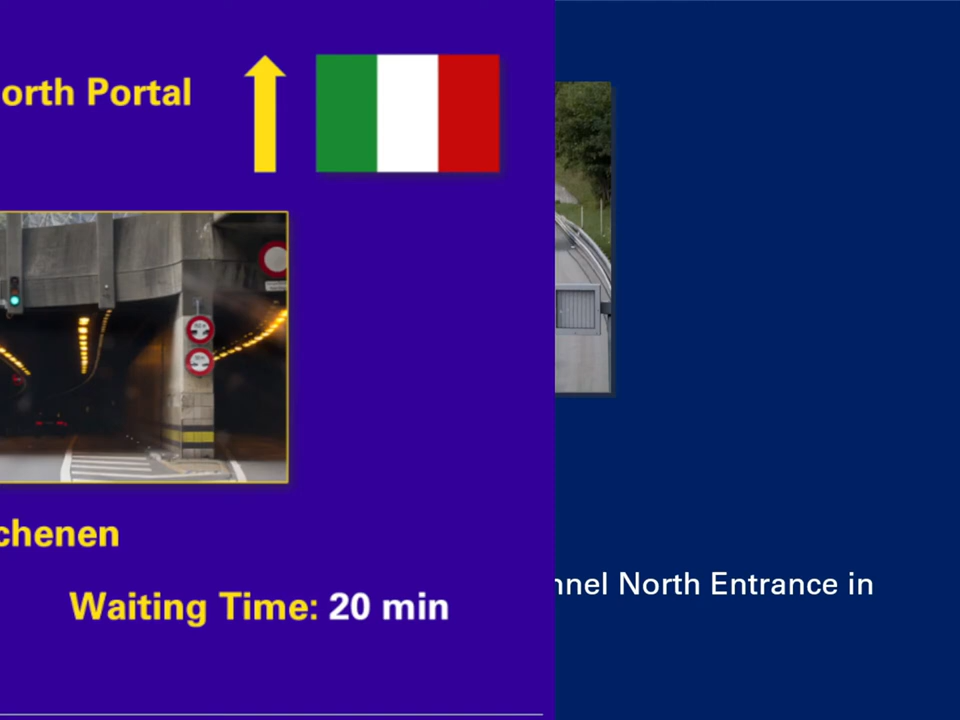 orth Portal
chenen
Waiting Time: 20 min
nnel North Entrance in